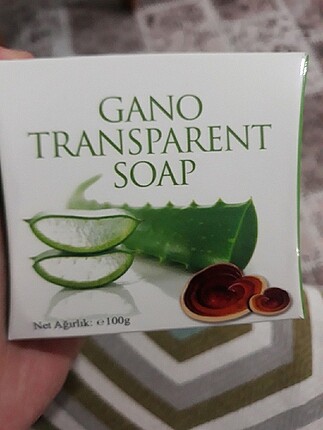 GANO
TRANSPARENT
SOAP
Net Ağırlık: ℮100g